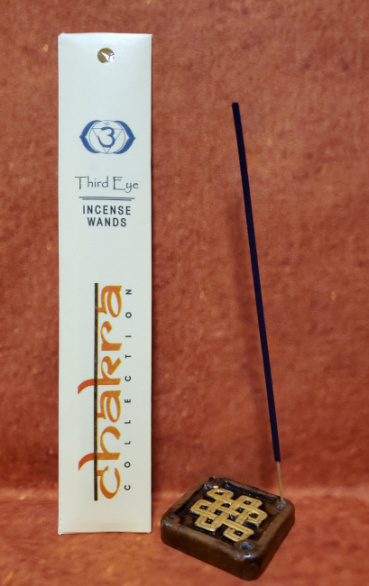 ॐ
Third Eye
INCENSE
WANDS
chakra
COLLECTION